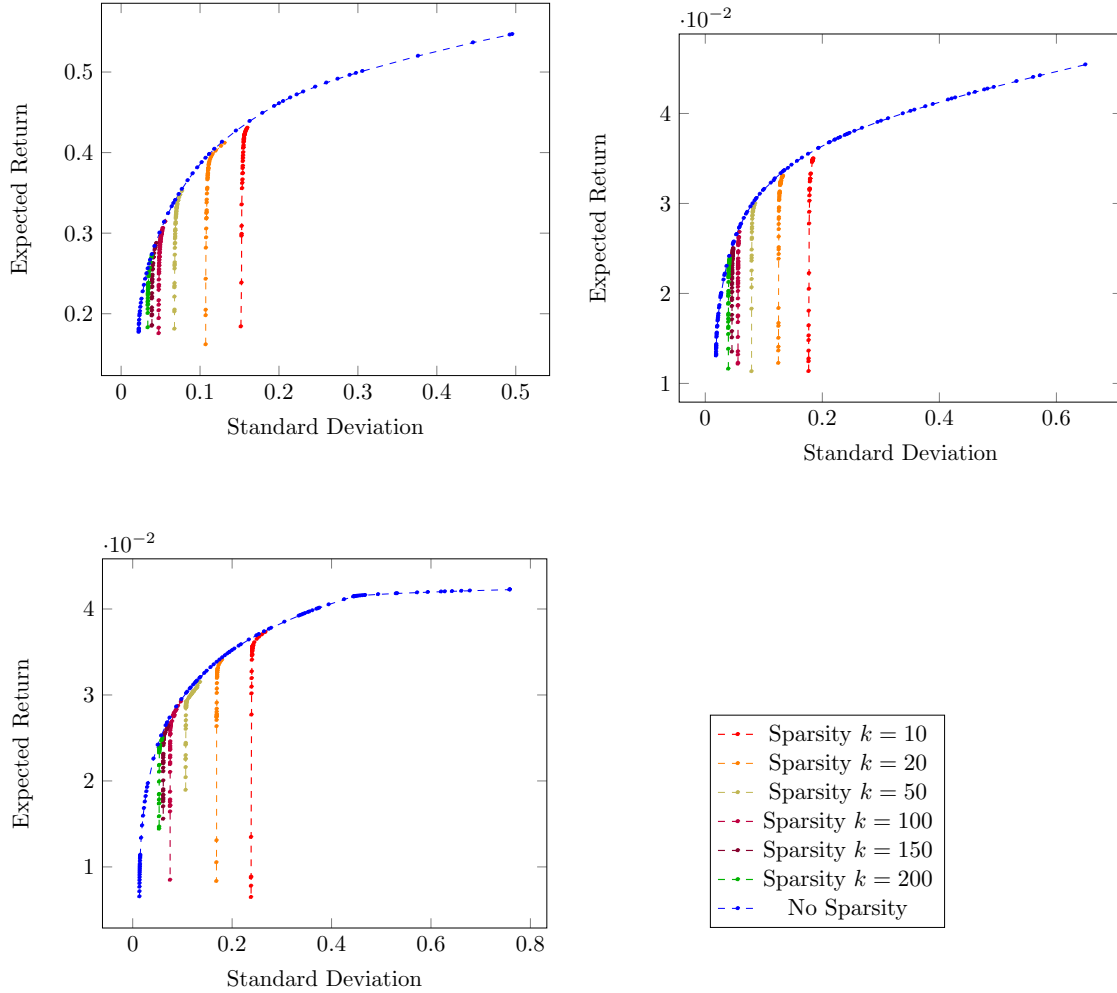 0.5
0.4
0.3
0.2
Expected Return
0 0.1 0.2 0.3 0.4 0.5
Standard Deviation
·10−2
4
3
2
1
Expected Return
0 0.2 0.4 0.6
Standard Deviation
·10−2
4
3
2
1
Expected Return
0 0.2 0.4 0.6 0.8
Standard Deviation
Sparsity k = 10
Sparsity k = 20
Sparsity k = 50
Sparsity k = 100
Sparsity k = 150
Sparsity k = 200
No Sparsity